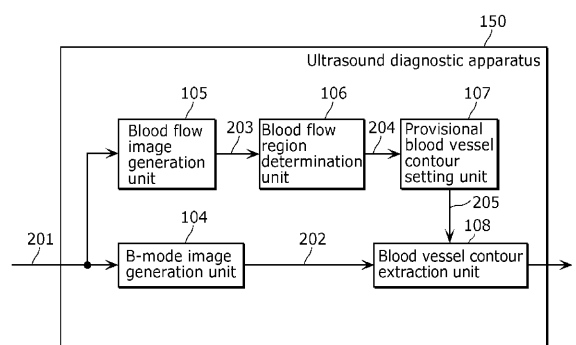 150
Ultrasound diagnostic apparatus
105
106
107
Blood flow
image
generation
unit
203
Blood flow
region
determination
unit
204
Provisional
blood vessel
contour
setting unit
205
104
108
201
B-mode image
generation unit
202
Blood vessel contour
extraction unit